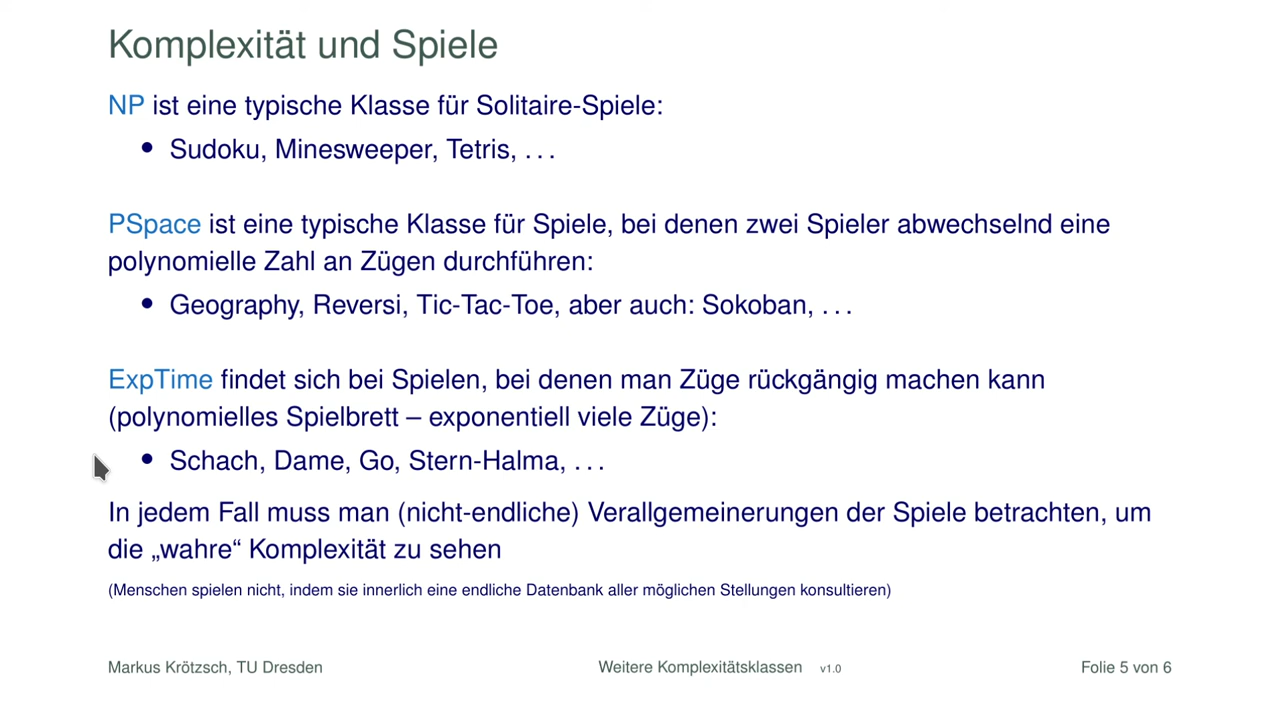 Komplexität und Spiele
NP ist eine typische Klasse für Solitaire-Spiele:
• Sudoku, Minesweeper, Tetris, . . .
PSpace ist eine typische Klasse für Spiele, bei denen zwei Spieler abwechselnd eine
polynomielle Zahl an Zügen durchführen:
• Geography, Reversi, Tic-Tac-Toe, aber auch: Sokoban, . . .
ExpTime findet sich bei Spielen, bei denen man Züge rückgängig machen kann
(polynomielles Spielbrett – exponentiell viele Züge):
• Schach, Dame, Go, Stern-Halma, . . .
In jedem Fall muss man (nicht-endliche) Verallgemeinerungen der Spiele betrachten, um
die „wahre“ Komplexität zu sehen
(Menschen spielen nicht, indem sie innerlich eine endliche Datenbank aller möglichen Stellungen konsultieren)
Markus Krötzsch, TU Dresden Weitere Komplexitätsklassen v1.0 Folie 5 von 6